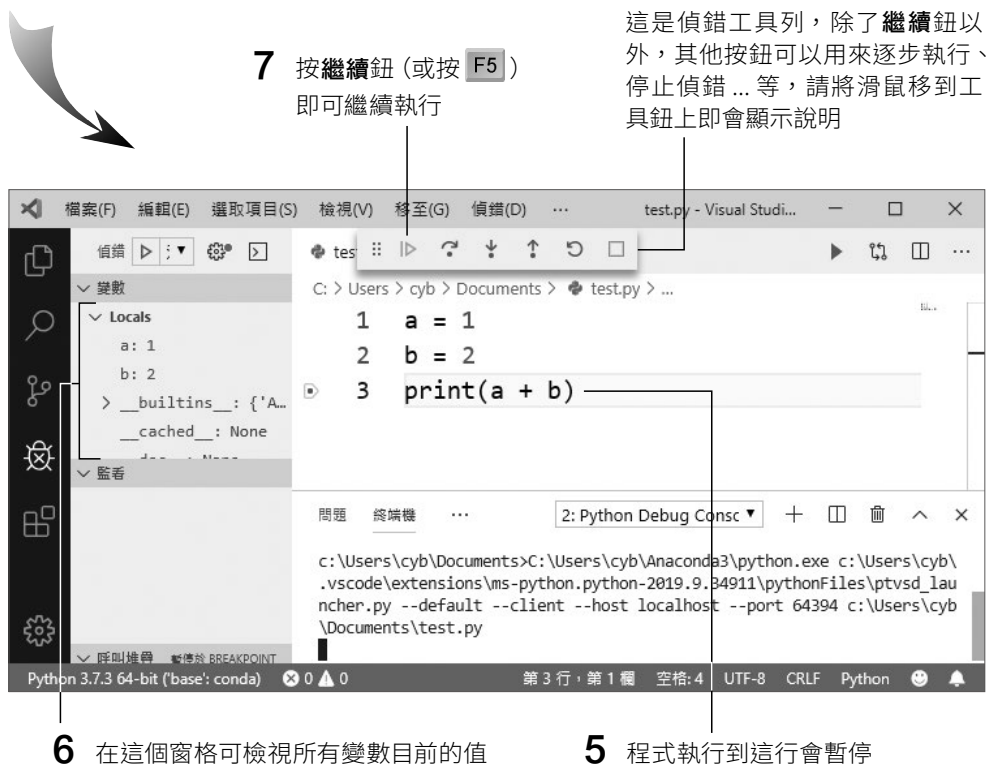 這是偵錯工具列，除了繼續鈕以
外，其他按鈕可以用來逐步執行、
停止偵錯 ... 等，請將滑鼠移到工
具鈕上即會顯示說明
7 按繼續鈕 (或按 F5 )
即可繼續執行
檔案(F) 編輯(E) 選取項目(S) 檢視(V) 移至(G) 偵錯(D) ··· test.py - Visual Studi...
偵錯
tes
變數
C: > Users > cyb > Documents > test.py > ...
Locals
a: 1
b: 2
> __builtins__: {'A…
__cached__: None
監看
1 a = 1
2 b = 2
3 print(a + b)
問題 終端機 ··· 2: Python Debug Consc
c:\Users\cyb\Documents>C:\Users\cyb\Anaconda3\python.exe c:\Users\cyb\
.vscode\extensions\ms-python.python-2019.9.34911\pythonFiles\ptvsd_lau
ncher.py --default --client --host localhost --port 64394 c:\Users\cyb
\Documents\test.py
呼叫堆疊 暫停於 BREAKPOINT
Python 3.7.3 64-bit ('base': conda) 0 0 第 3 行，第 1 欄 空格: 4 UTF-8 CRLF Python
6 在這個窗格可檢視所有變數目前的值
5 程式執行到這行會暫停